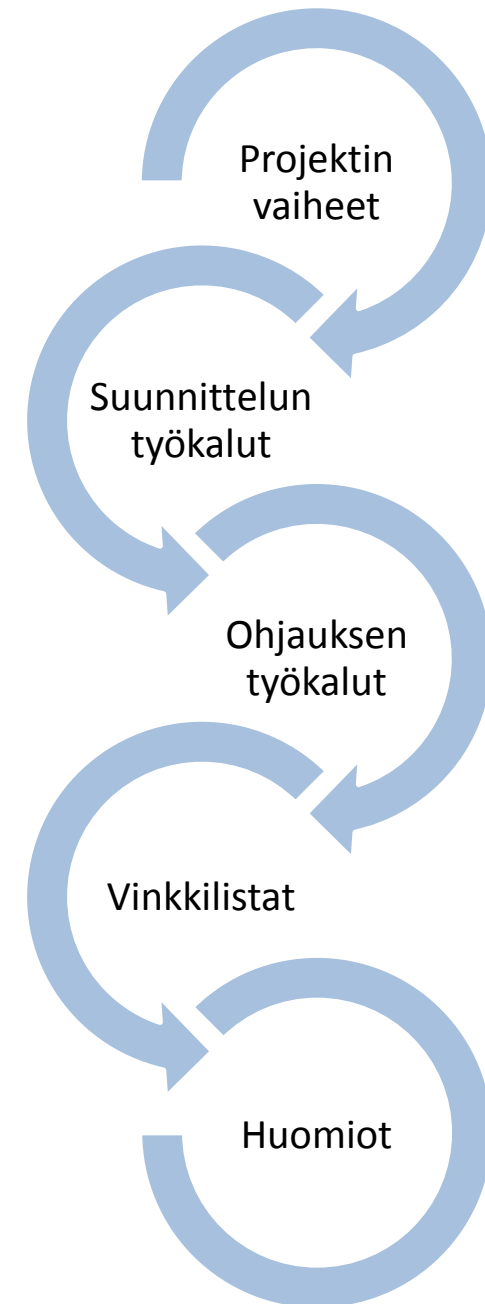 Projektin
vaiheet
Suunnittelun
työkalut
Ohjauksen
työkalut
Vinkkilistat
Huomiot